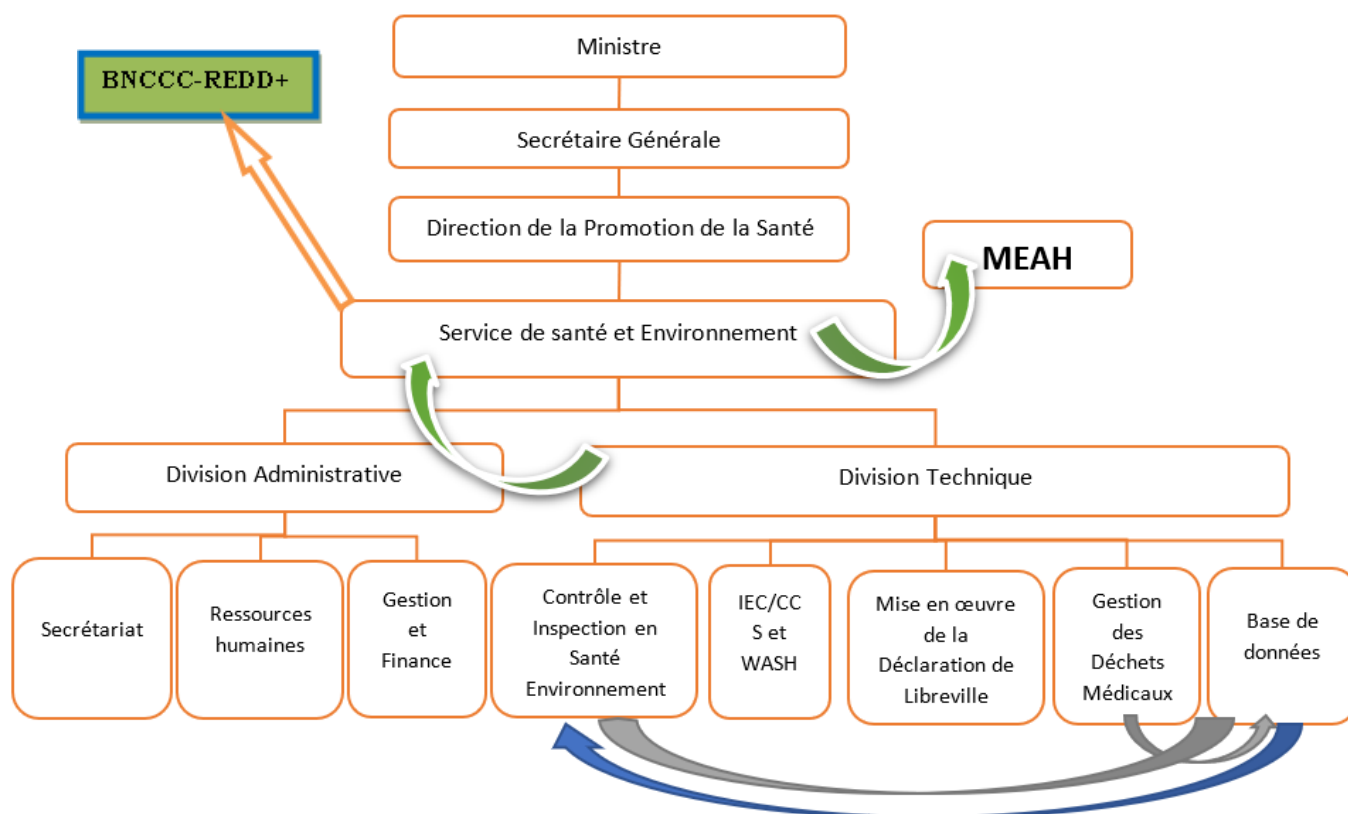 Ministre
BNCCC-REDD+
Secrétaire Générale
Direction de la Promotion de la Santé
MEAH
Service de santé et Environnement
Division Administrative
Division Technique
Secrétariat
Ressources
humaines
Gestion
et
Finance
Contrôle et
Inspection en
Santé
Environnement
IEC/CC
S et
WASH
Mise en œuvre
de la
Déclaration de
Libreville
Gestion
des
Déchets
Médicaux
Base de
données